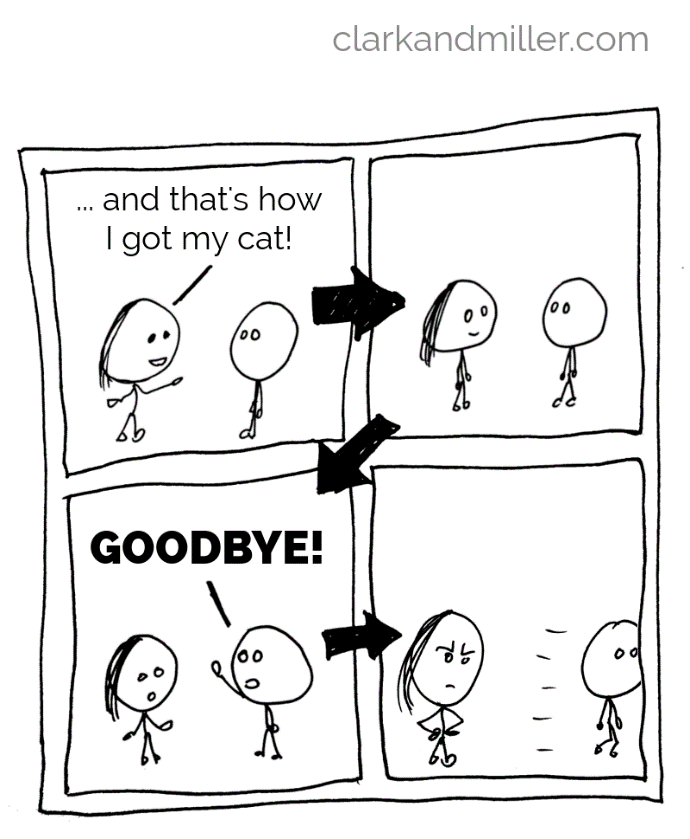 clarkandmiller.com
... and that's how
I got my cat!
GOODBYE!